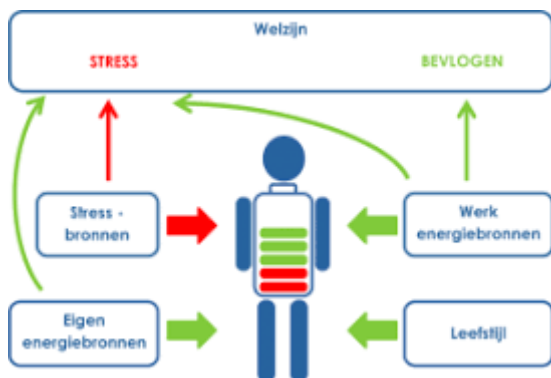 Welzijn
STRESS
BEVLOGEN
Stress -
bronnen
Werk
energiebronnen
Eigen
energiebronnen
Leefstijl